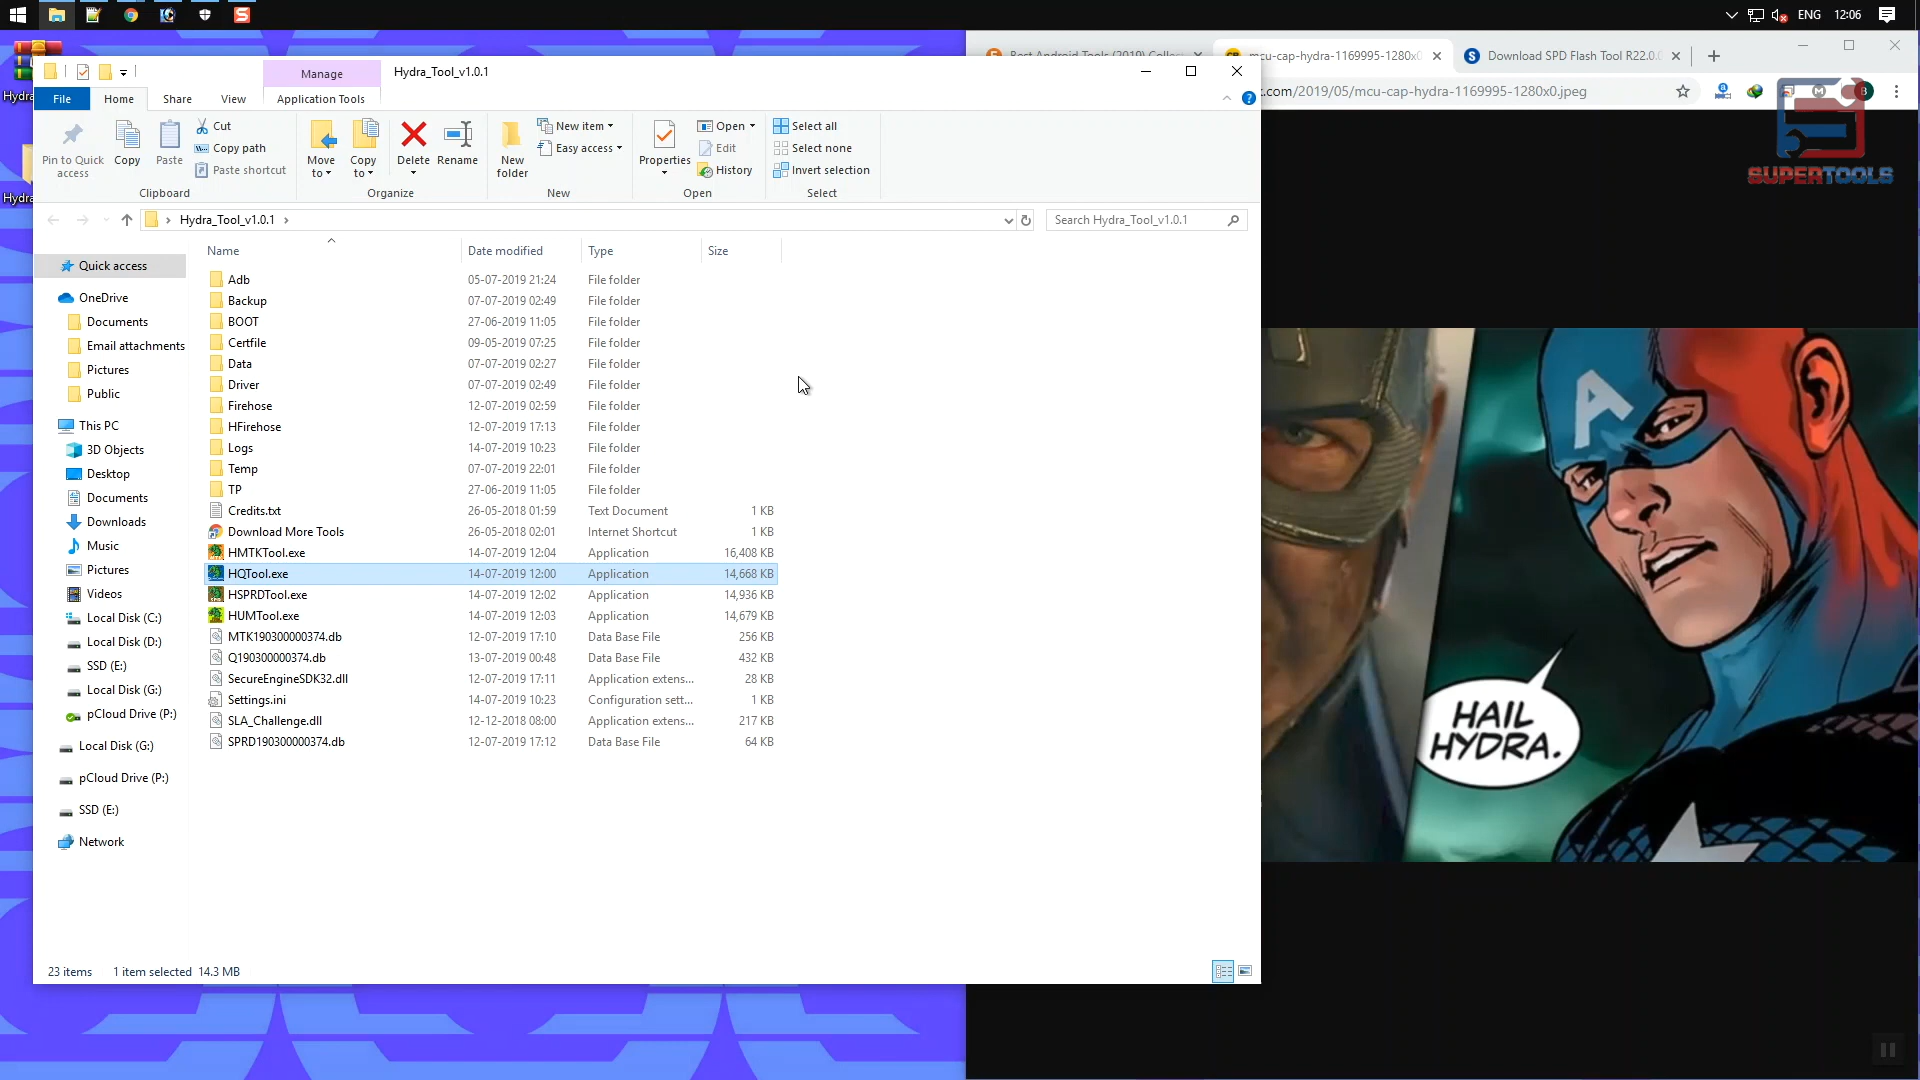 ENG 12:06
Hydra
Hydra
Manage
Hydra_Tool_v1.0.1
File Home Share View Application Tools
Pin to Quick access
Copy
Paste
Cut
Copy path
Paste shortcut
Clipboard
Move to
Copy to
Delete
Rename
Organize
New folder
New item
Easy access
New
Properties
Open
Edit
History
Open
Select all
Select none
Invert selection
Select
Hydra_Tool_v1.0.1
Search Hydra_Tool_v1.0.1
Quick access
OneDrive
Documents
Email attachments
Pictures
Public
This PC
3D Objects
Desktop
Documents
Downloads
Music
Pictures
Videos
Local Disk (C:)
Local Disk (D:)
SSD (E:)
Local Disk (G:)
pCloud Drive (P:)
Local Disk (G:)
pCloud Drive (P:)
SSD (E:)
Network
Name Date modified Type Size
Adb 05-07-2019 21:24 File folder
Backup 07-07-2019 02:49 File folder
BOOT 27-06-2019 11:05 File folder
Certfile 09-05-2019 07:25 File folder
Data 07-07-2019 02:27 File folder
Driver 07-07-2019 02:49 File folder
Firehose 12-07-2019 02:59 File folder
HFirehose 12-07-2019 17:13 File folder
Logs 14-07-2019 10:23 File folder
Temp 07-07-2019 22:01 File folder
TP 27-06-2019 11:05 File folder
Credits.txt 26-05-2018 01:59 Text Document 1 KB
Download More Tools 26-05-2018 02:01 Internet Shortcut 1 KB
HMTKTool.exe 14-07-2019 12:04 Application 16,408 KB
HQTool.exe 14-07-2019 12:00 Application 14,668 KB
HSPRDTool.exe 14-07-2019 12:02 Application 14,936 KB
HUMTool.exe 14-07-2019 12:03 Application 14,679 KB
MTK190300000374.db 12-07-2019 17:10 Data Base File 256 KB
Q190300000374.db 13-07-2019 00:48 Data Base File 432 KB
SecureEngineSDK32.dll 12-07-2019 17:11 Application extens... 28 KB
Settings.ini 14-07-2019 10:23 Configuration sett... 1 KB
SLA_Challenge.dll 12-12-2018 08:00 Application extens... 217 KB
SPRD190300000374.db 12-07-2019 17:12 Data Base File 64 KB
23 items 1 item selected 14.3 MB
mcu-cap-hydra-1169995-1280x0
Download SPD Flash Tool R22.0.0
.com/2019/05/mcu-cap-hydra-1169995-1280x0.jpeg
SUPERTOOLS
A
HAIL
HYDRA.